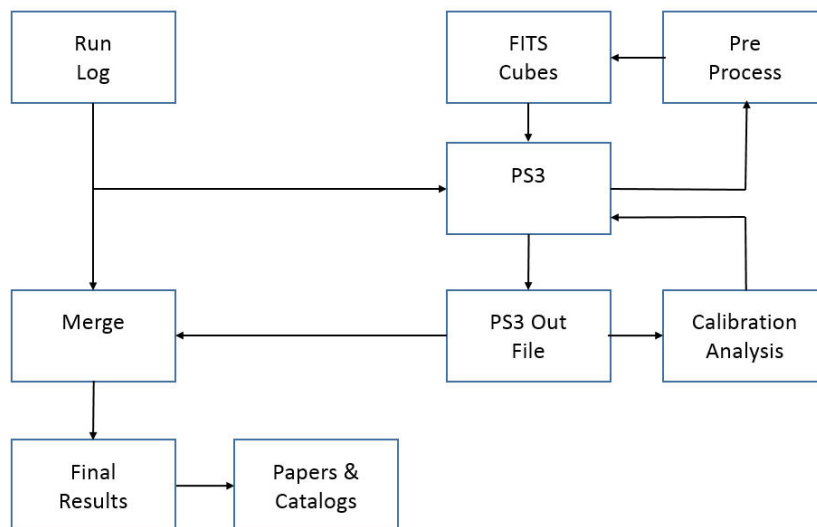 Run
Log
FITS
Cubes
Pre
Process
PS3
Merge
PS3 Out
File
Calibration
Analysis
Final
Results
Papers &
Catalogs